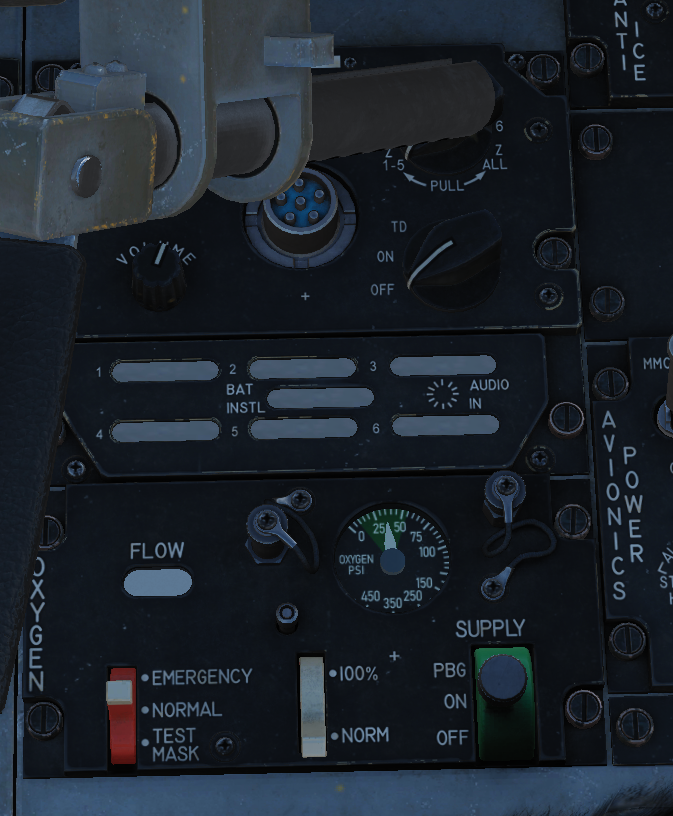 ANTI
ICE
6
Z
1-5
Z
ALL
PULL
VOLUME
TD
ON
OFF
1
2
3
BAT
INSTL
AUDIO
IN
4
5
6
MMC
AVIONICS
POWER
OXYGEN
FLOW
0
25
50
75
100
150
250
350
450
OXYGEN
PSI
SUPPLY
EMERGENCY
NORMAL
TEST
MASK
100%
NORM
PBG
ON
OFF